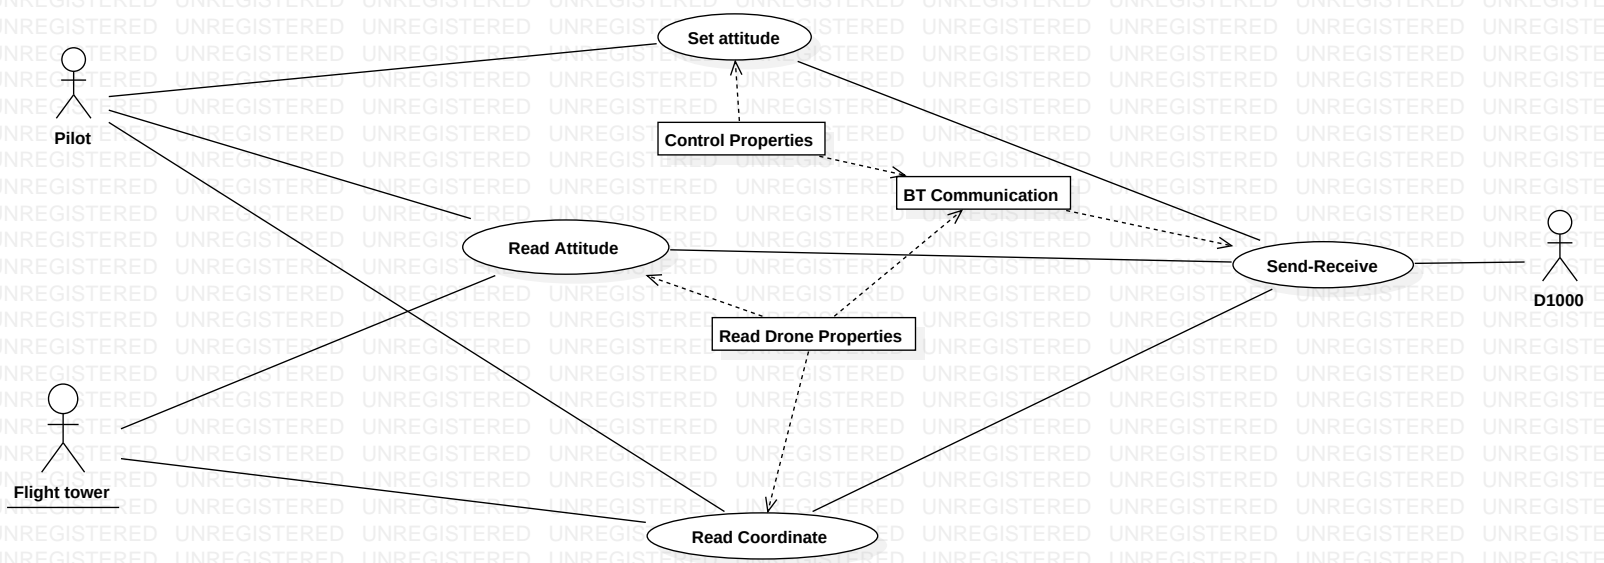 Set attitude
Pilot
Control Properties
BT Communication
Read Attitude
Send-Receive
D1000
Read Drone Properties
Flight tower
Read Coordinate
UNREGISTERED